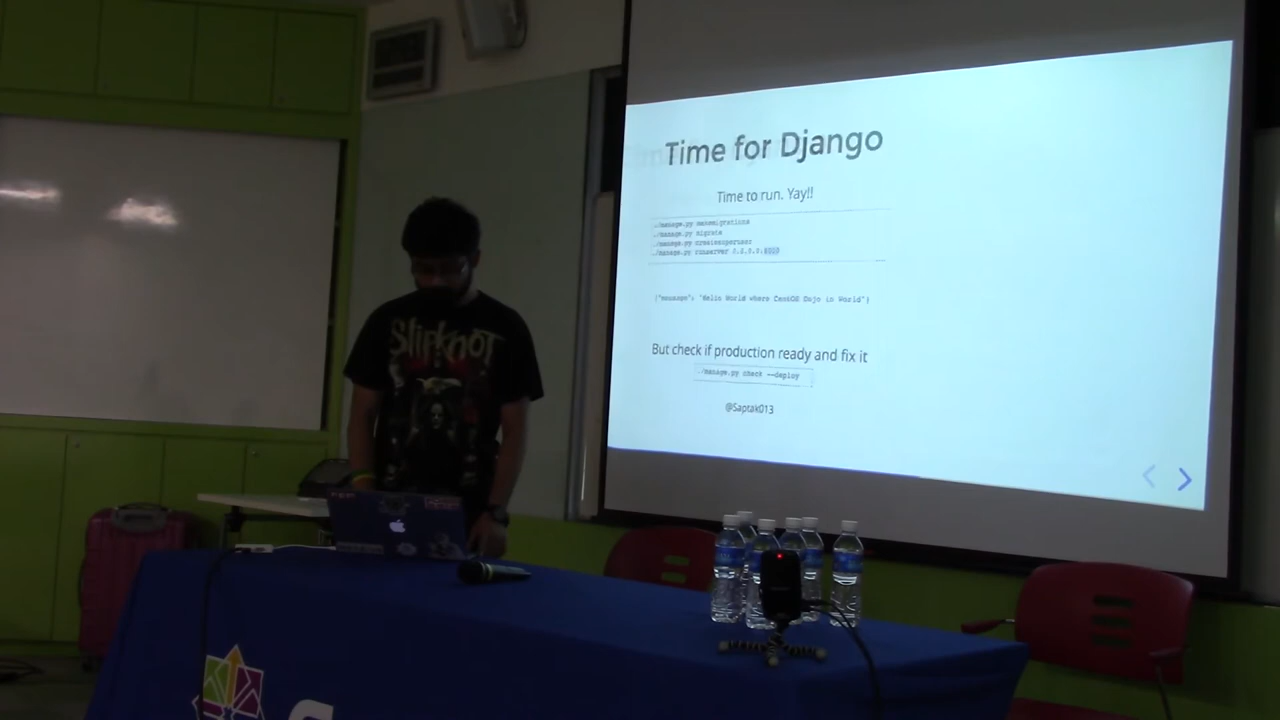 Time for Django
Time to run. Yay!!
./manage.py makemigrations
./manage.py migrate
./manage.py createsuperuser
./manage.py runserver 0.0.0.0:8000
{"message": "Hello World where CentOS Dojo is World"}
But check if production ready and fix it
./manage.py check --deploy
@Saptak013
Slipknot